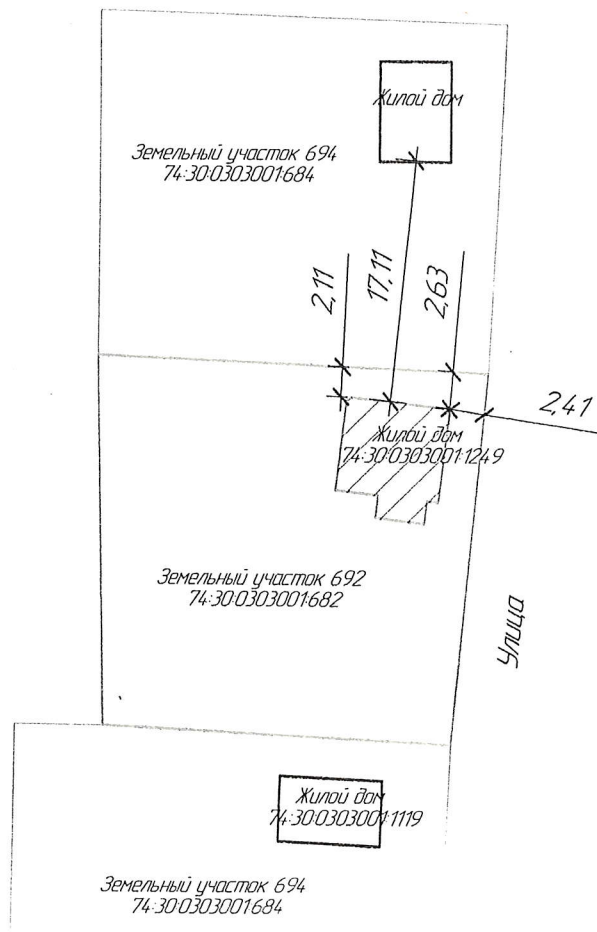 Жилой дом
Земельный участок 694
74:30:0303001:684
2,11
17,11
2,63
2,41
Жилой дом
74:30:0303001:1249
Земельный участок 692
74:30:0303001:682
Улица
Жилой дом
74:30:0303001:1119
Земельный участок 694
74:30:0303001684